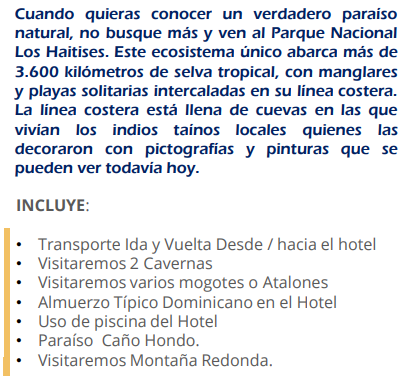 Cuando quieras conocer un verdadero paraíso
natural, no busque más y ven al Parque Nacional
Los Haitises. Este ecosistema único abarca más de
3.600 kilómetros de selva tropical, con manglares
y playas solitarias intercaladas en su línea costera.
La línea costera está llena de cuevas en las que
vivían los indios taínos locales quienes las
decoraron con pictografías y pinturas que se
pueden ver todavía hoy.
INCLUYE:
• Transporte Ida y Vuelta Desde / hacia el hotel
• Visitaremos 2 Cavernas
• Visitaremos varios mogotes o Atalones
• Almuerzo Típico Dominicano en el Hotel
• Uso de piscina del Hotel
• Paraíso Caño Hondo.
• Visitaremos Montaña Redonda.